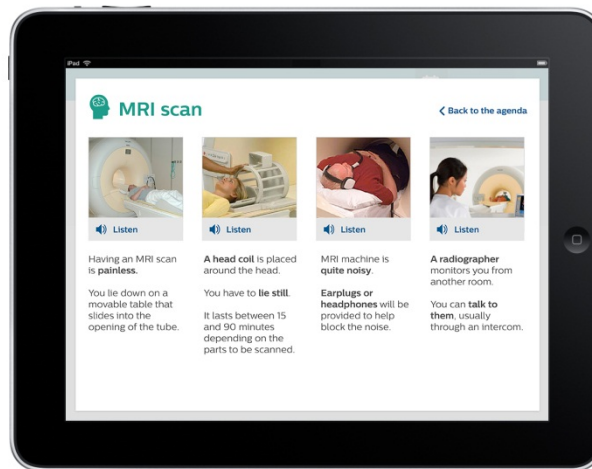 iPad
MRI scan
Back to the agenda
Listen
Having an MRI scan
is painless.
You lie down on a
movable table that
slides into the
opening of the tube.
Listen
A head coil is placed
around the head.
You have to lie still.
It lasts between 15
and 90 minutes
depending on the
parts to be scanned.
Listen
MRI machine is
quite noisy.
Earplugs or
headphones will be
provided to help
block the noise.
Listen
A radiographer
monitors you from
another room.
You can talk to
them, usually
through an intercom.